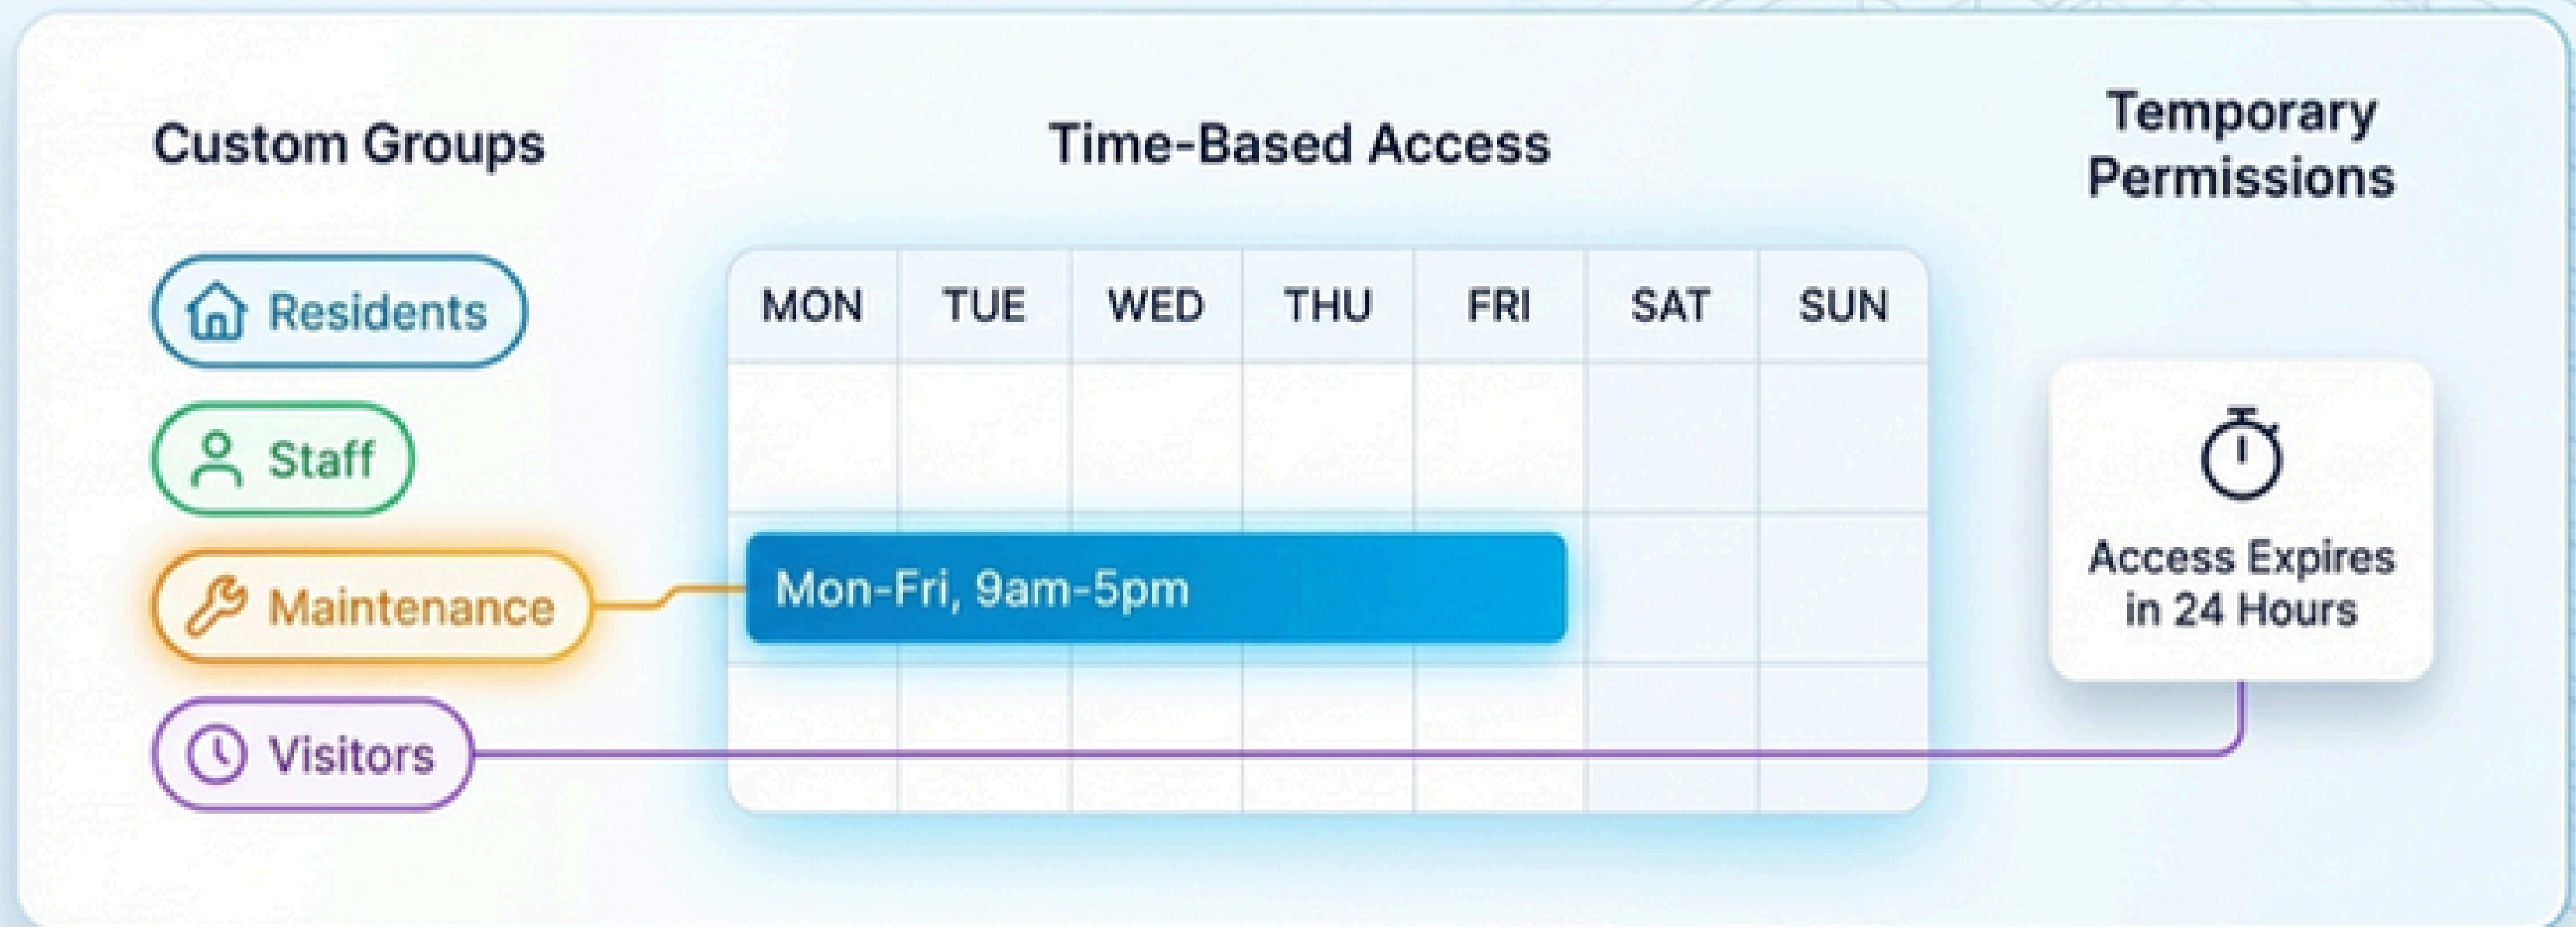 Custom Groups
Time-Based Access
Temporary
Permissions
Residents
Staff
Maintenance
Visitors
MON TUE WED THU FRI SAT SUN
Mon-Fri, 9am-5pm
Access Expires
in 24 Hours